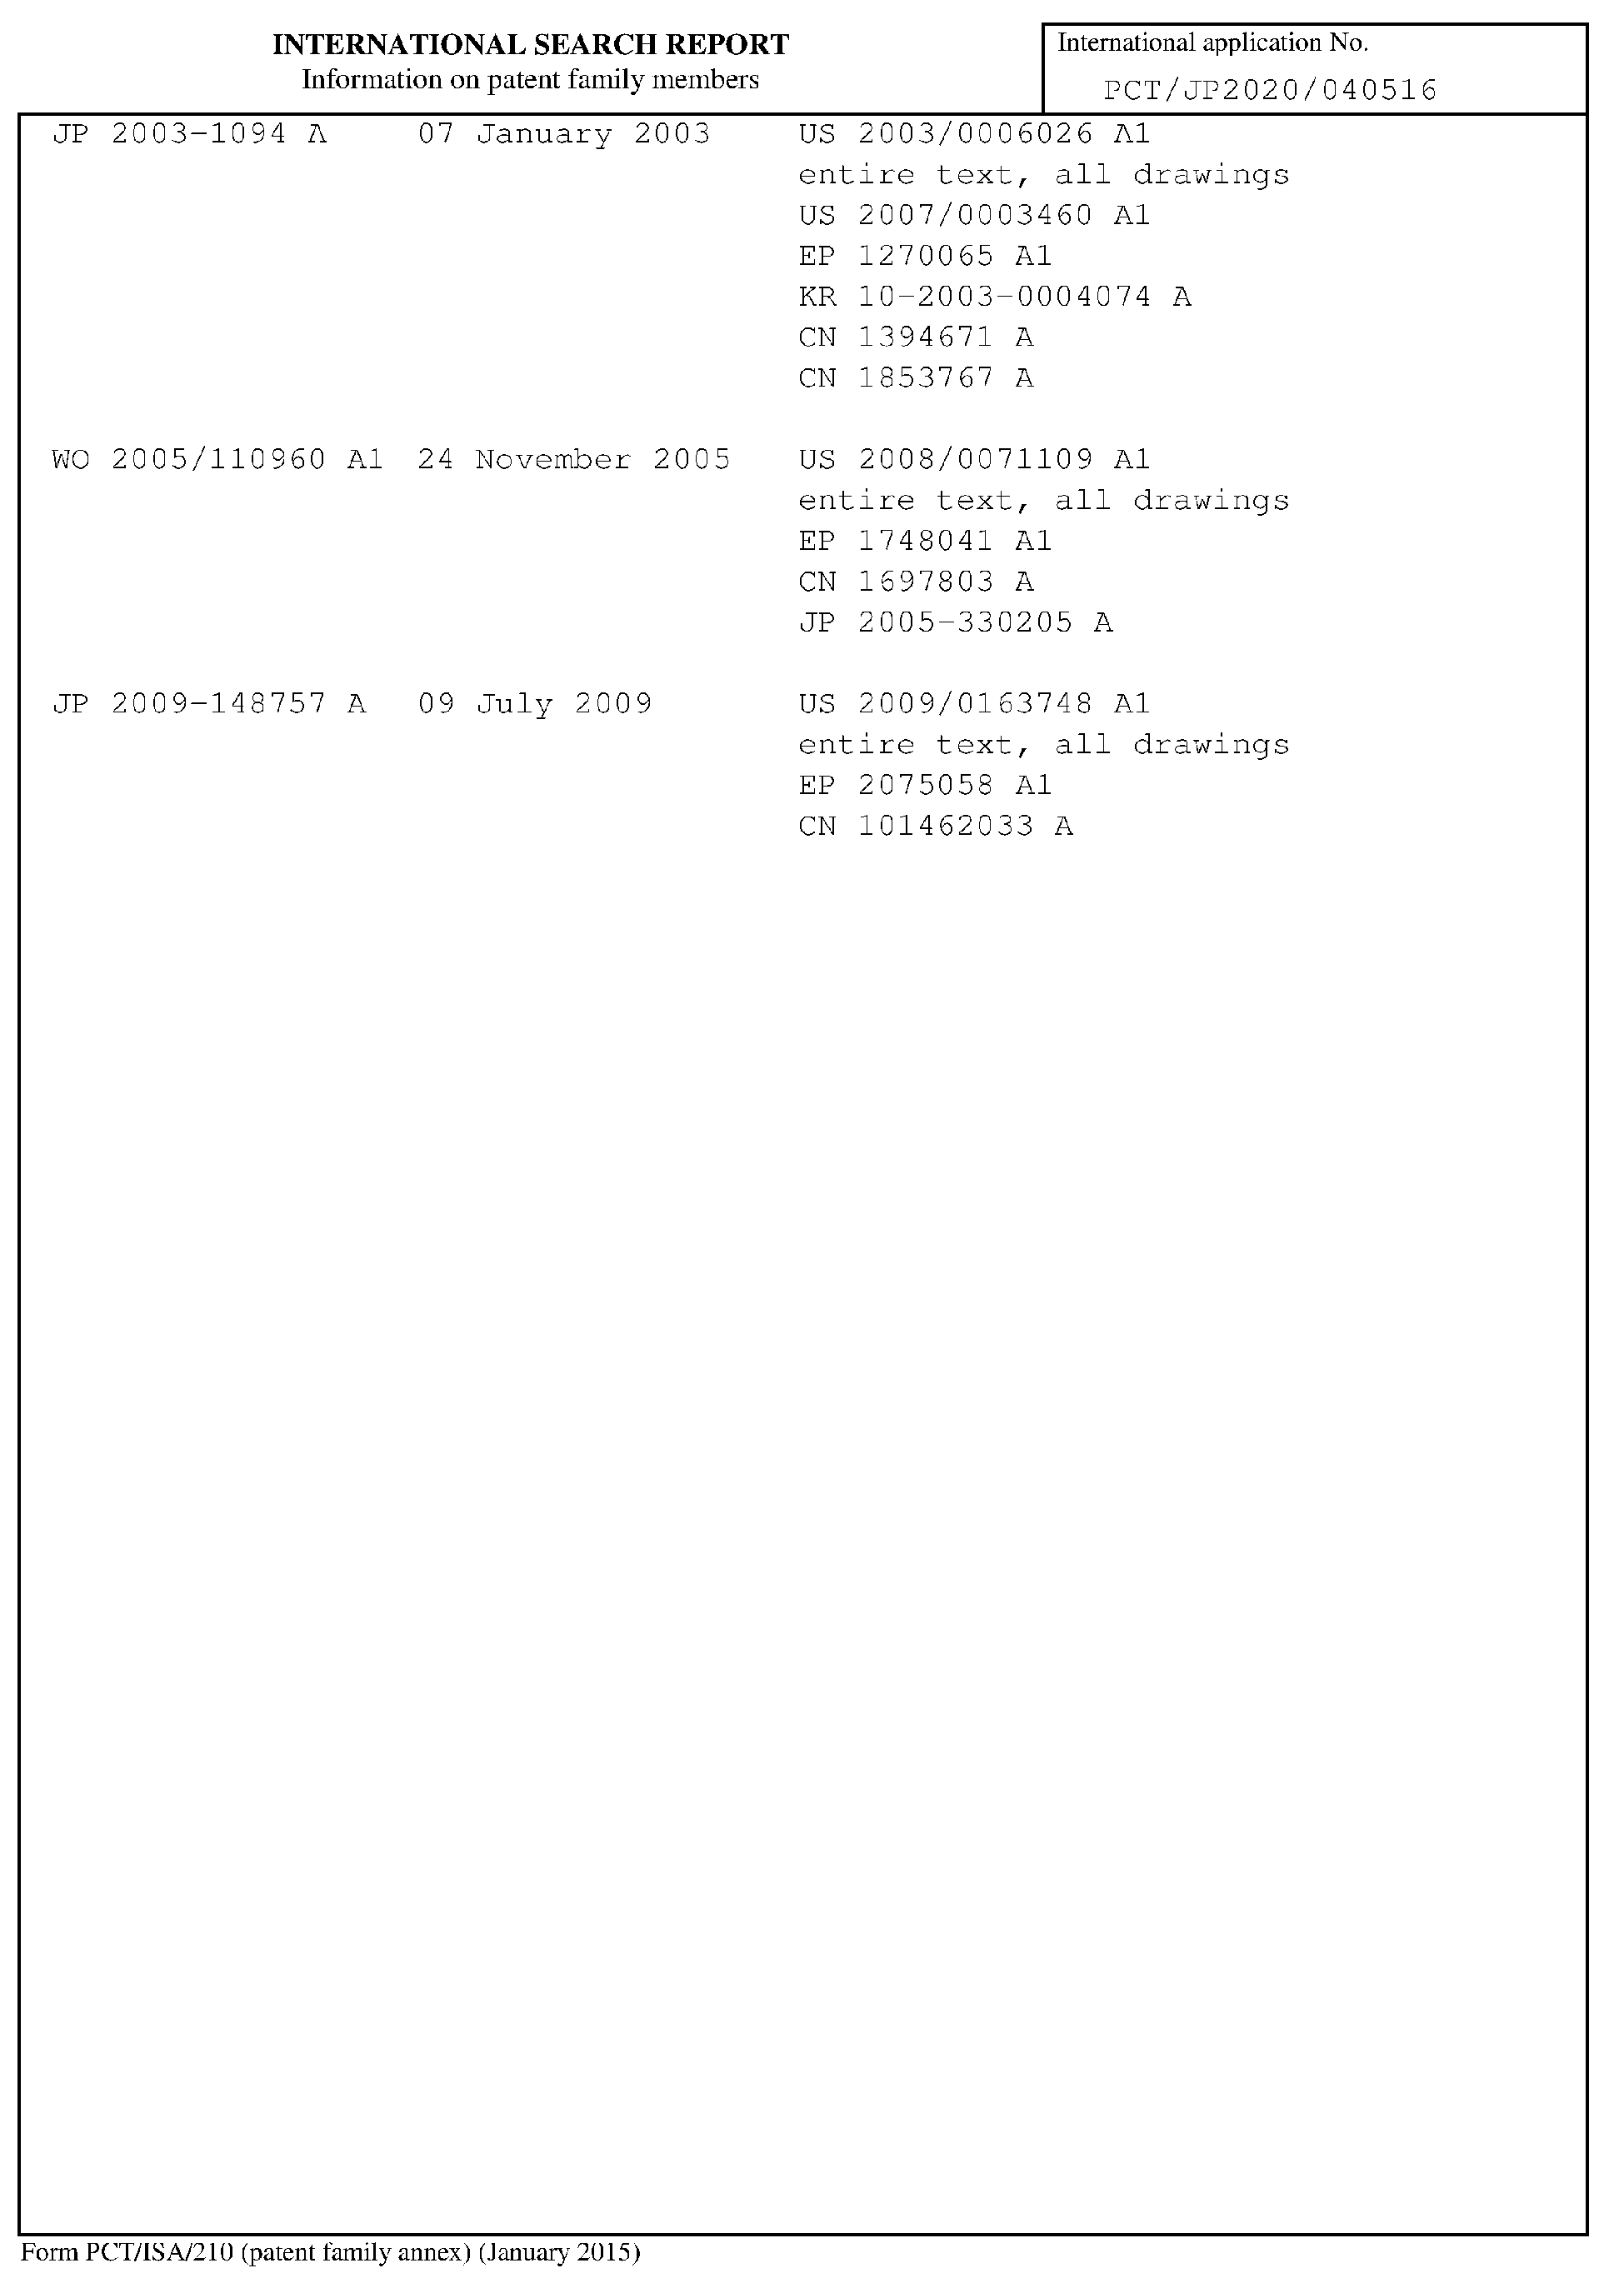 INTERNATIONAL SEARCH REPORT
Information on patent family members
International application No.
PCT/JP2020/040516
JP 2003-1094 A 07 January 2003 US 2003/0006026 A1
entire text, all drawings
US 2007/0003460 A1
EP 1270065 A1
KR 10-2003-0004074 A
CN 1394671 A
CN 1853767 A
WO 2005/110960 A1 24 November 2005 US 2008/0071109 A1
entire text, all drawings
EP 1748041 A1
CN 1697803 A
JP 2005-330205 A
JP 2009-148757 A 09 July 2009 US 2009/0163748 A1
entire text, all drawings
EP 2075058 A1
CN 101462033 A
Form PCT/ISA/210 (patent family annex) (January 2015)